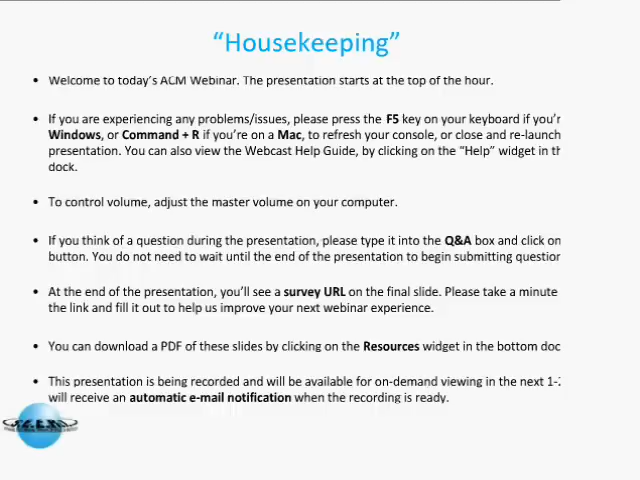 “Housekeeping”
• Welcome to today’s ACM Webinar. The presentation starts at the top of the hour.
• If you are experiencing any problems/issues, please press the F5 key on your keyboard if
Windows, or Command + R if you’re on a Mac, to refresh your console, or close and re-launch
presentation. You can also view the Webcast Help Guide, by clicking on the “Help” widget in
dock.
• To control volume, adjust the master volume on your computer.
• If you think of a question during the presentation, please type it into the Q&A box and click on
button. You do not need to wait until the end of the presentation to begin submitting
• At the end of the presentation, you’ll see a survey URL on the final slide. Please take a minute
the link and fill it out to help us improve your next webinar experience.
• You can download a PDF of these slides by clicking on the Resources widget in the bottom
• This presentation is being recorded and will be available for on-demand viewing in the next
will receive an automatic e-mail notification when the recording is ready.